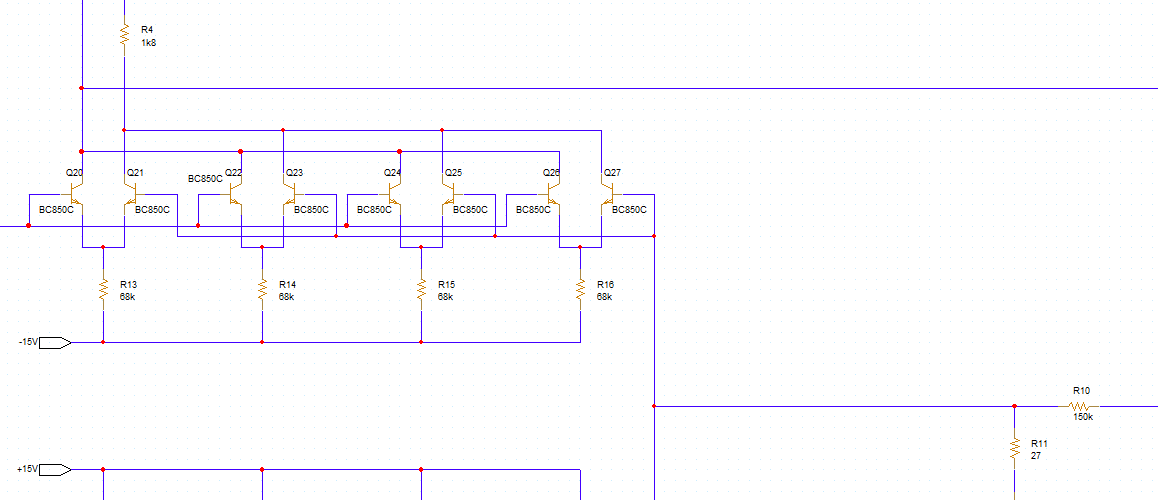 R4
1k8
Q20
Q21
BC850C
Q22
Q23
Q24
Q25
Q26
Q27
BC850C
BC850C
BC850C
BC850C
BC850C
BC850C
BC850C
R13
68k
R14
68k
R15
68k
R16
68k
-15V
R10
150k
R11
27
+15V